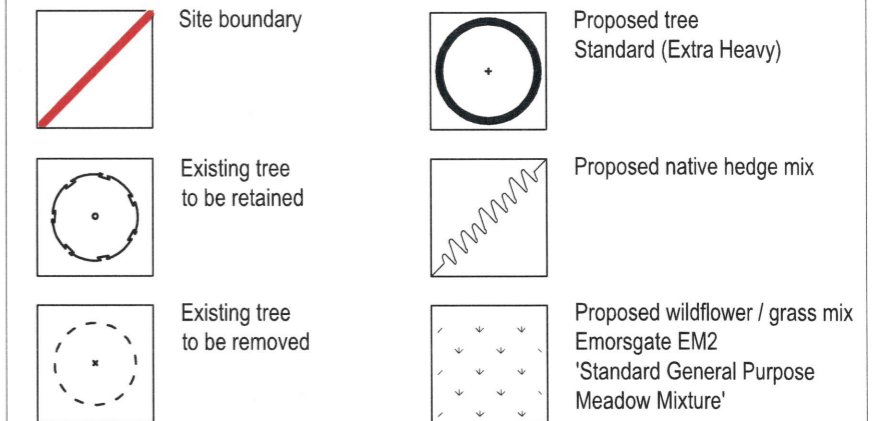 Site boundary
Existing tree
to be retained
Existing tree
to be removed
Proposed tree
Standard (Extra Heavy)
Proposed native hedge mix
Proposed wildflower / grass mix
Emorsgate EM2
'Standard General Purpose
Meadow Mixture'